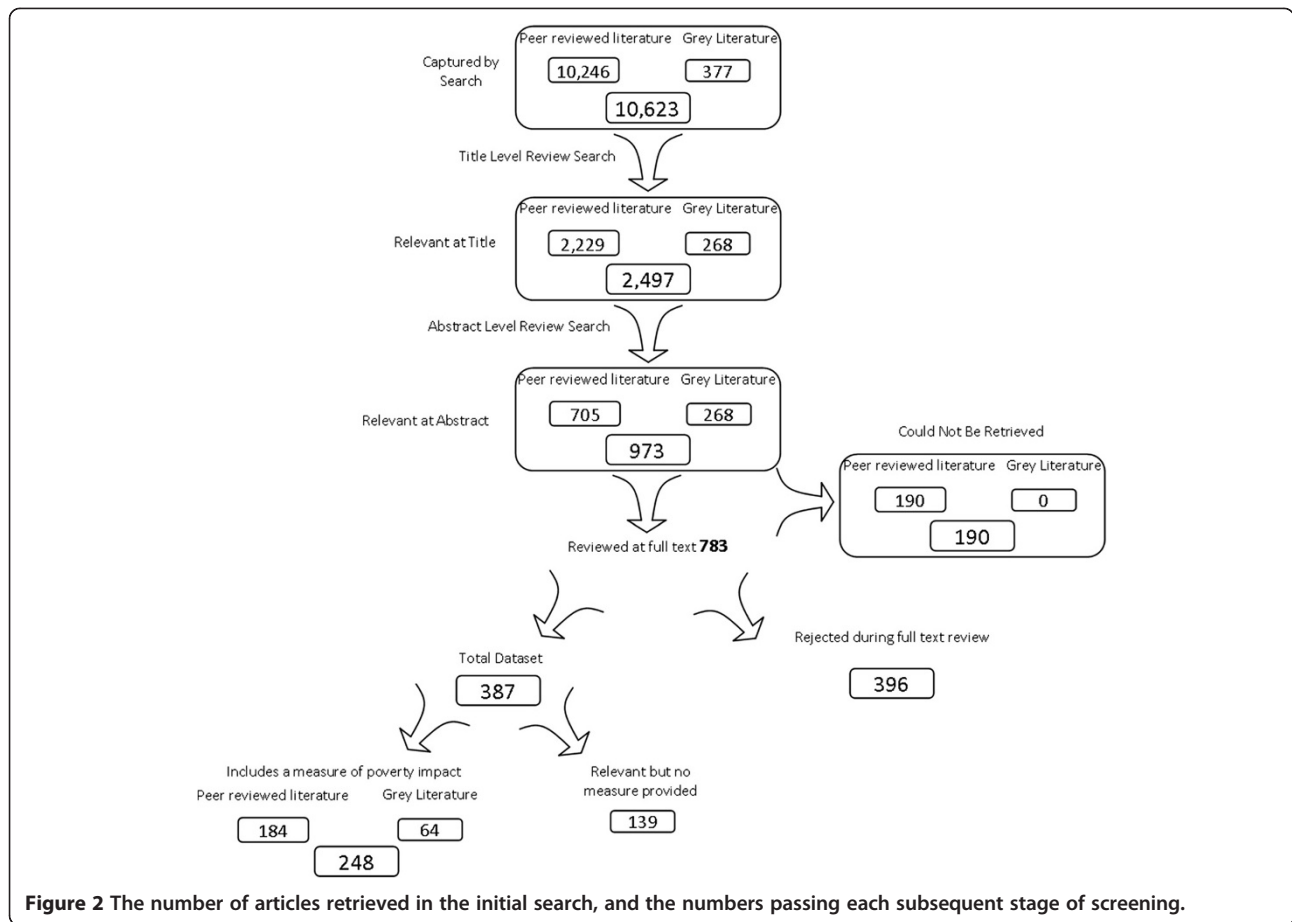 Peer reviewed literature Grey Literature
Captured by
Search
10,246 377
10,623
Title Level Review Search
Peer reviewed literature Grey Literature
Relevant at Title
2,229 268
2,497
Abstract Level Review Search
Peer reviewed literature Grey Literature
Relevant at Abstract
705 268
973
Could Not Be Retrieved
Peer reviewed literature Grey Literature
190 0
190
Reviewed at full text 783
Rejected during full text review
396
Total Dataset
387
Includes a measure of poverty impact
Peer reviewed literature Grey Literature
184 64
248
Relevant but no
measure provided
139
Figure 2 The number of articles retrieved in the initial search, and the numbers passing each subsequent stage of screening.